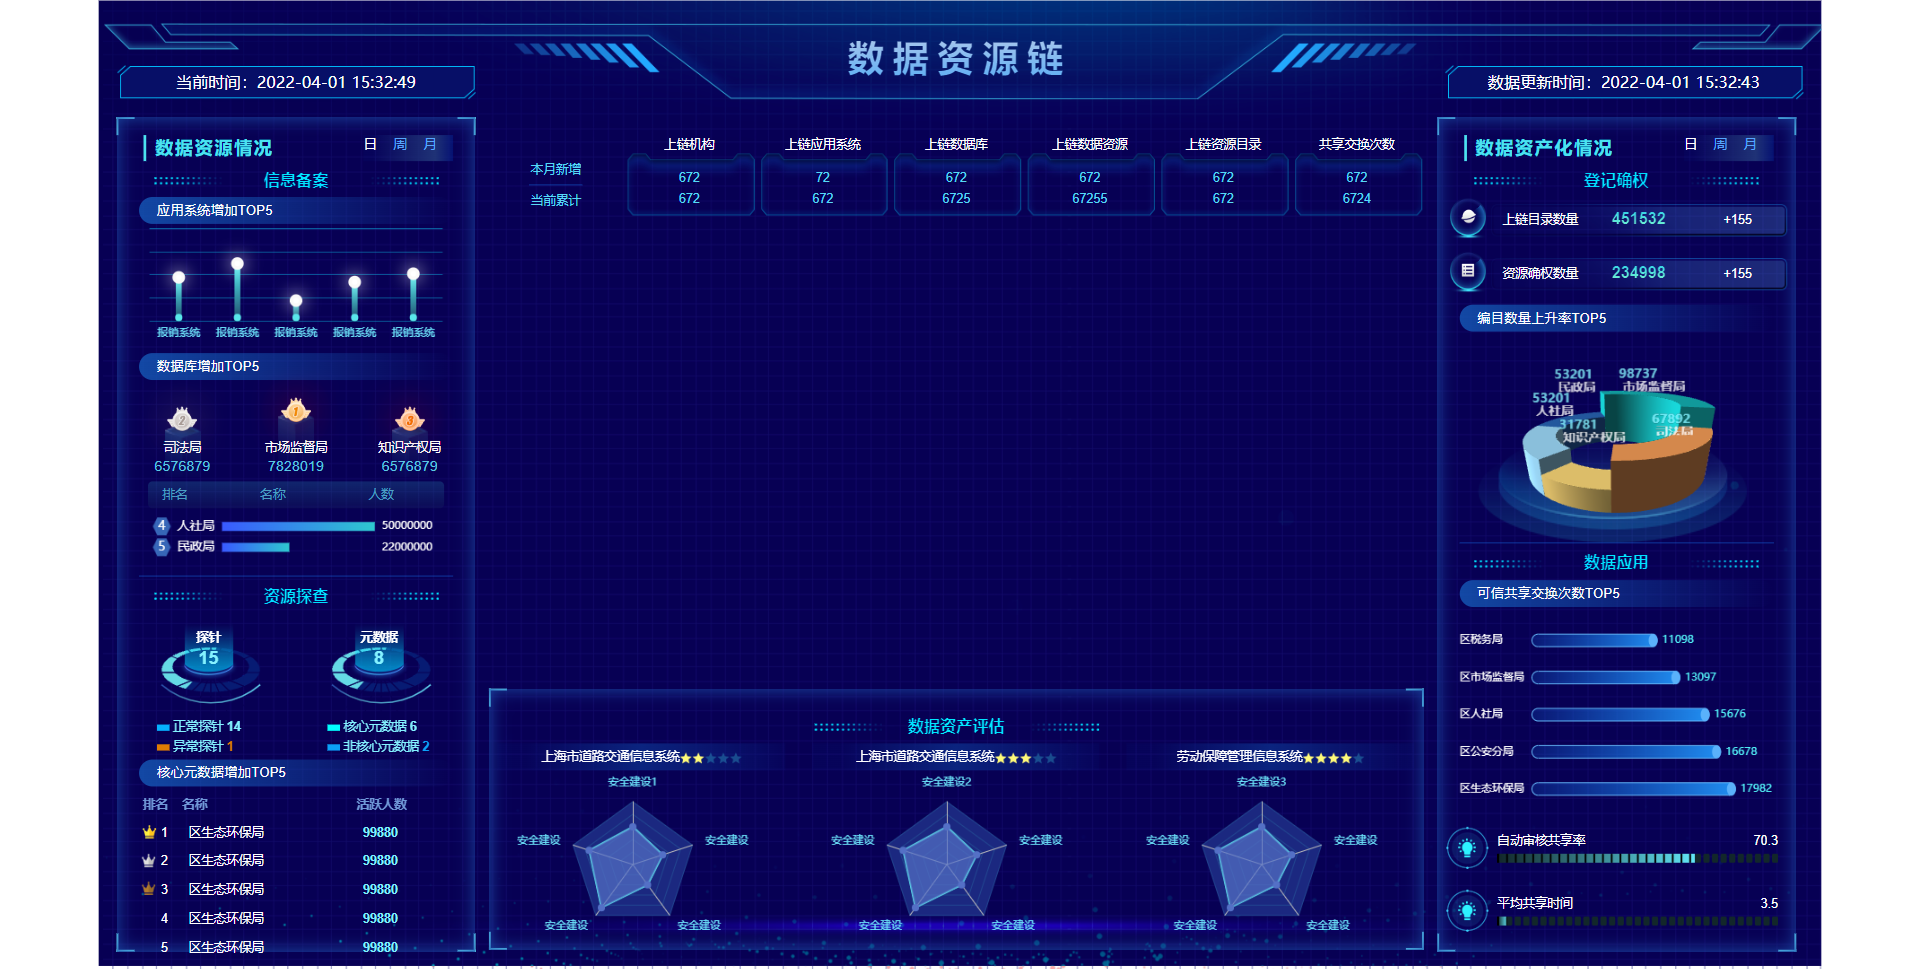 数据资源链
当前时间：2022-04-01 15:32:49
数据更新时间：2022-04-01 15:32:43
数据资源情况
日 周 月
信息备案
应用系统增加TOP5
报销系统 报销系统 报销系统 报销系统 报销系统
数据库增加TOP5
2 1 3
司法局 市场监督局 知识产权局
6576879 7828019 6576879
排名 名称 人数
4 人社局 50000000
5 民政局 22000000
资源探查
探针 元数据
15 8
正常探针 14 核心元数据 6
异常探针 1 非核心元数据 2
核心元数据增加TOP5
排名 名称 活跃人数
1 区生态环保局 99880
2 区生态环保局 99880
3 区生态环保局 99880
4 区生态环保局 99880
5 区生态环保局 99880
上链机构 上链应用系统 上链数据库 上链数据资源 上链资源目录 共享交换次数
本月新增 672 72 672 672 672 672
当前累计 672 672 6725 67255 672 6724
数据资产评估
上海市道路交通信息系统 上海市道路交通信息系统 劳动保障管理信息系统
安全建设1 安全建设2 安全建设3
安全建设 安全建设 安全建设 安全建设 安全建设 安全建设
安全建设 安全建设 安全建设 安全建设 安全建设 安全建设
数据资产化情况
日 周 月
登记确权
上链目录数量 451532 +155
资源确权数量 234998 +155
编目数量上升率TOP5
53201 98737
民政局 市场监督局
53201
人社局
67892
司法局
31781
知识产权局
数据应用
可信共享交换次数TOP5
区税务局 11098
区市场监督局 13097
区人社局 15676
区公安分局 16678
区生态环保局 17982
自动审核共享率 70.3
平均共享时间 3.5